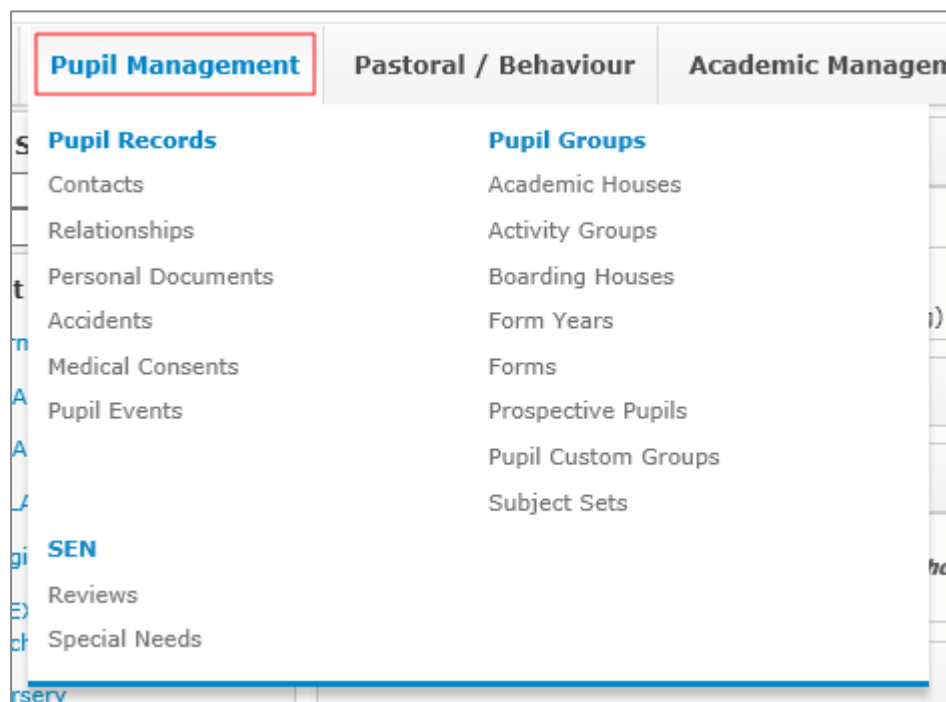 Pupil Management Pastoral / Behaviour Academic
Pupil Records
Contacts
Relationships
Personal Documents
Accidents
Medical Consents
Pupil Events
SEN
Reviews
Special Needs
Pupil Groups
Academic Houses
Activity Groups
Boarding Houses
Form Years
Forms
Prospective Pupils
Pupil Custom Groups
Subject Sets